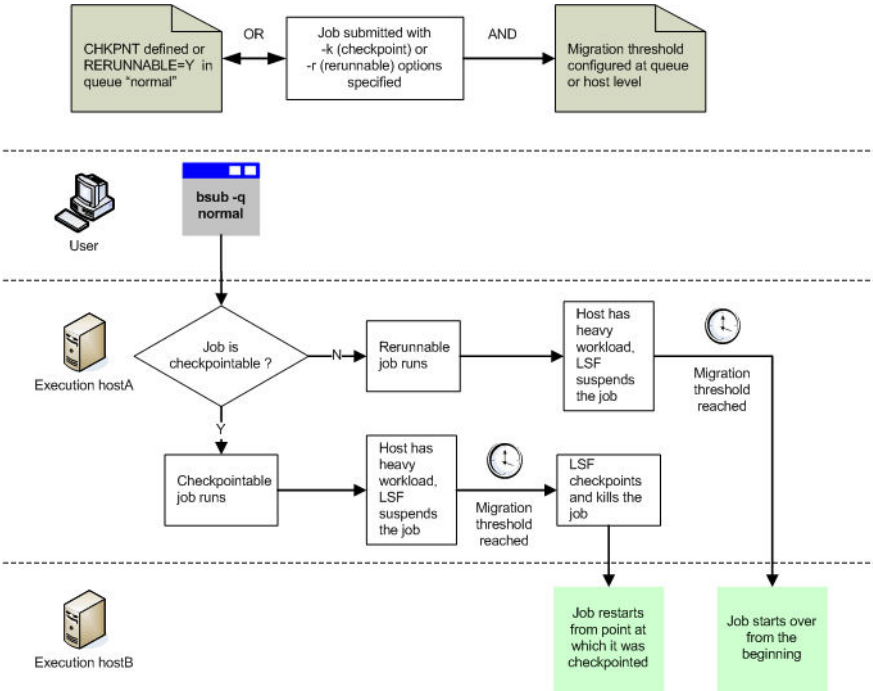 CHKPNT defined or
RERUNNABLE=Y in
queue "normal"
OR
Job submitted with
-k (checkpoint) or
-r (rerunnable) options
specified
AND
Migration threshold
configured at queue
or host level
User
bsub -q
normal
Execution hostA
Job is
checkpointable ?
N
Rerunnable
job runs
Host has
heavy
workload,
LSF
suspends
the job
Migration
threshold
reached
Y
Checkpointable
job runs
Host has
heavy
workload,
LSF
suspends
the job
Migration
threshold
reached
LSF
checkpoints
and kills the
job
Execution hostB
Job restarts
from point at
which it was
checkpointed
Job starts over
from the
beginning